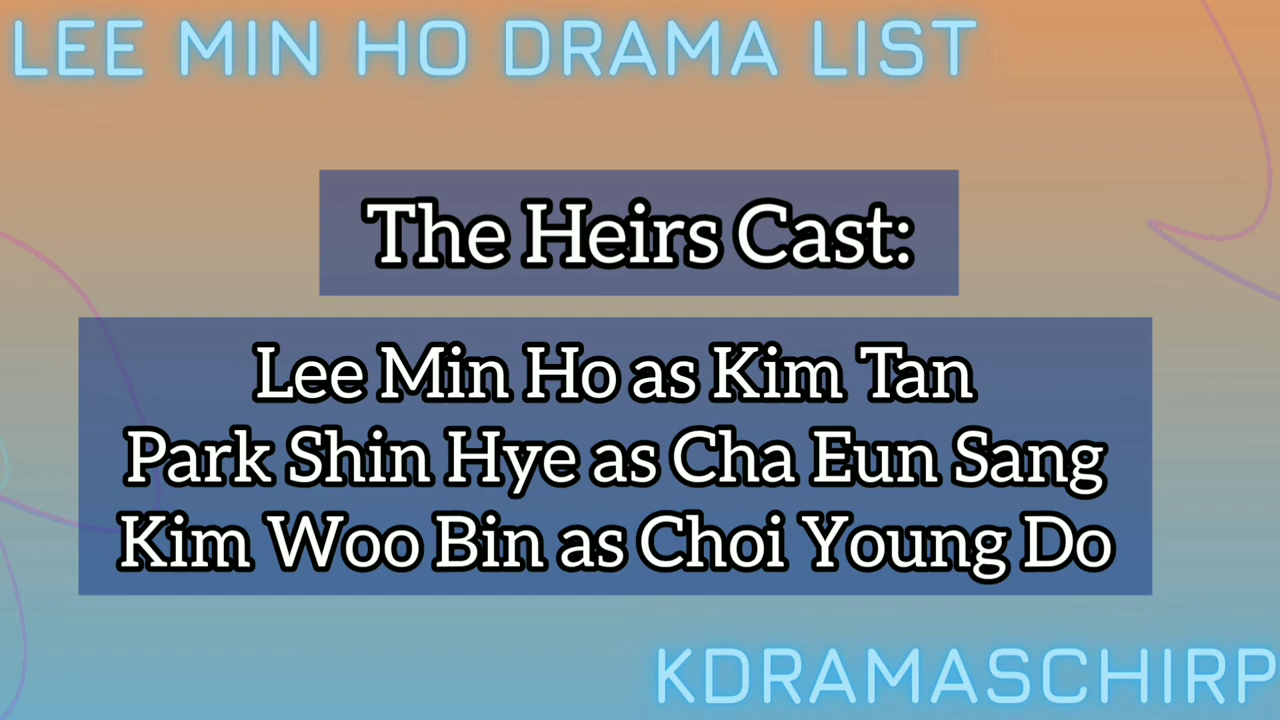 LEE MIN HO DRAMA LIST
The Heirs Cast:
Lee Min Ho as Kim Tan
Park Shin Hye as Cha Eun Sang
Kim Woo Bin as Choi Young Do
KDRAMASCHIRP